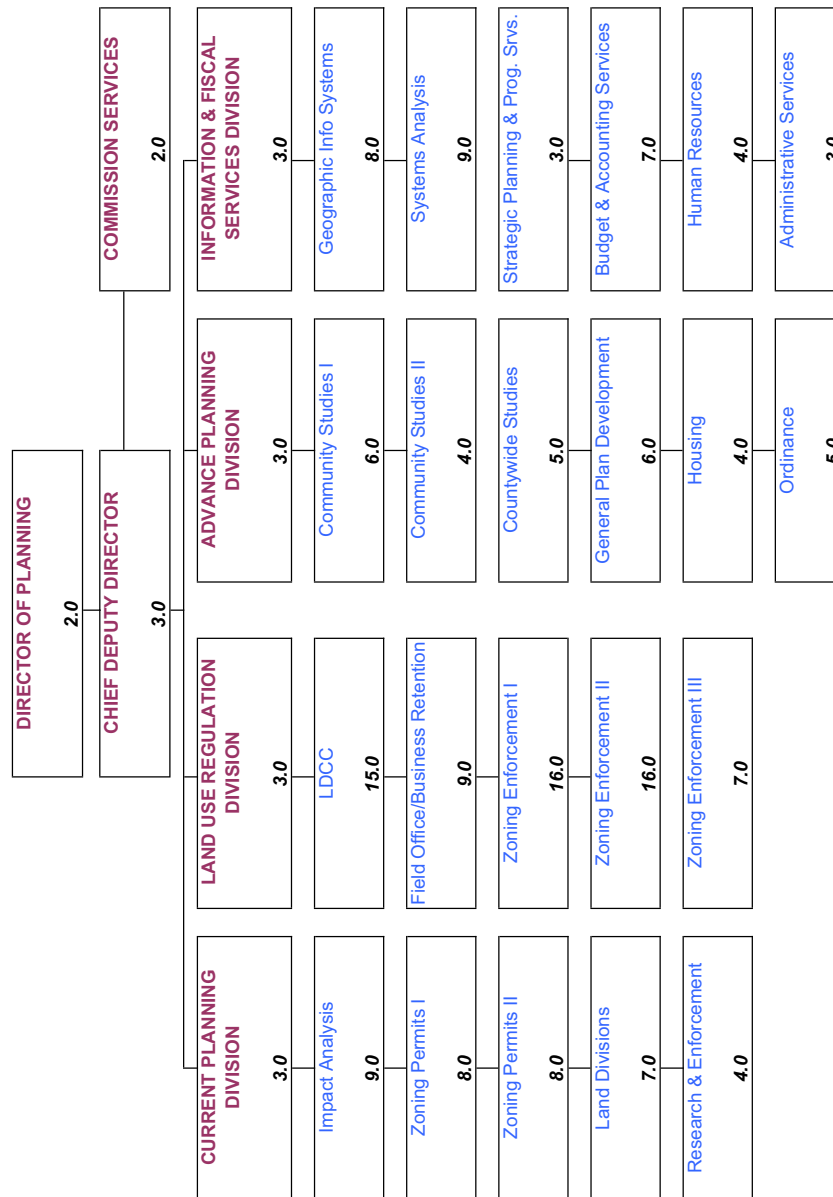 DIRECTOR OF PLANNING
2.0
CHIEF DEPUTY DIRECTOR
3.0
COMMISSION SERVICES
2.0
CURRENT PLANNING
DIVISION
3.0
Impact Analysis
9.0
Zoning Permits I
8.0
Zoning Permits II
8.0
Land Divisions
7.0
Research & Enforcement
4.0
LAND USE REGULATION
DIVISION
3.0
LDCC
15.0
Field Office/Business Retention
9.0
Zoning Enforcement I
16.0
Zoning Enforcement II
16.0
Zoning Enforcement III
7.0
ADVANCE PLANNING
DIVISION
3.0
Community Studies I
6.0
Community Studies II
4.0
Countywide Studies
5.0
General Plan Development
6.0
Housing
4.0
Ordinance
5.0
INFORMATION & FISCAL
SERVICES DIVISION
3.0
Geographic Info Systems
8.0
Systems Analysis
9.0
Strategic Planning & Prog. Srvs.
3.0
Budget & Accounting Services
7.0
Human Resources
4.0
Administrative Services